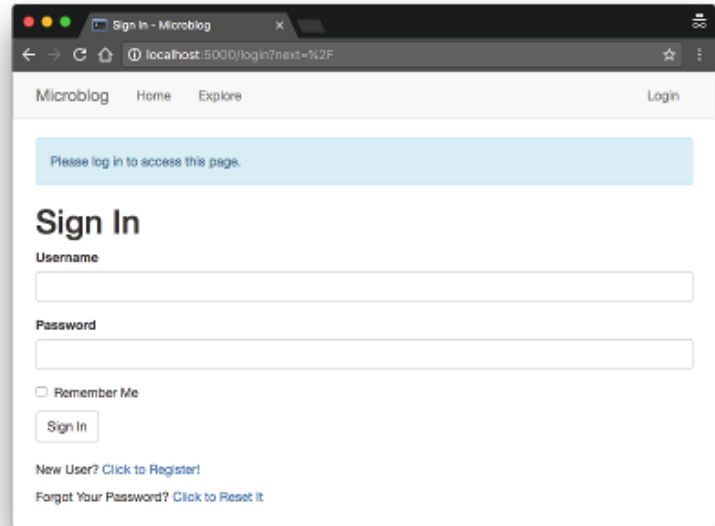 Sign In - Microblog
localhost:5000/login?next=%2F
Microblog Home Explore Login
Please log in to access this page.
Sign In
Username
Password
Remember Me
Sign In
New User? Click to Register!
Forgot Your Password? Click to Reset It